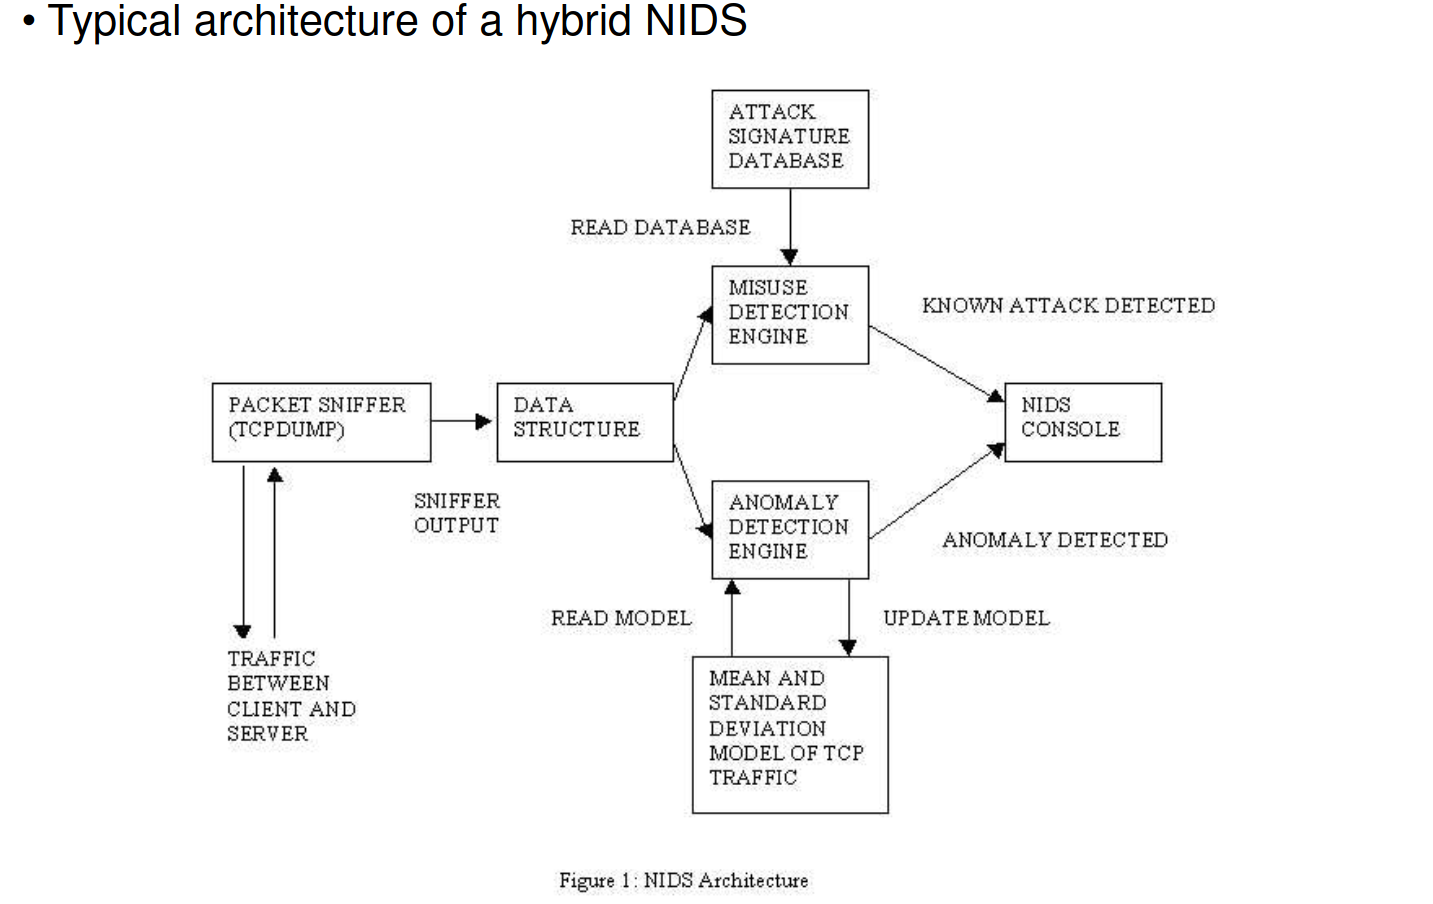 • Typical architecture of a hybrid NIDS
ATTACK
SIGNATURE
DATABASE
READ DATABASE
MISUSE
DETECTION
ENGINE
KNOWN ATTACK DETECTED
PACKET SNIFFER
(TCPDUMP)
DATA
STRUCTURE
NIDS
CONSOLE
SNIFFER
OUTPUT
ANOMALY
DETECTION
ENGINE
ANOMALY DETECTED
READ MODEL
UPDATE MODEL
TRAFFIC
BETWEEN
CLIENT AND
SERVER
MEAN AND
STANDARD
DEVIATION
MODEL OF TCP
TRAFFIC
Figure 1: NIDS Architecture